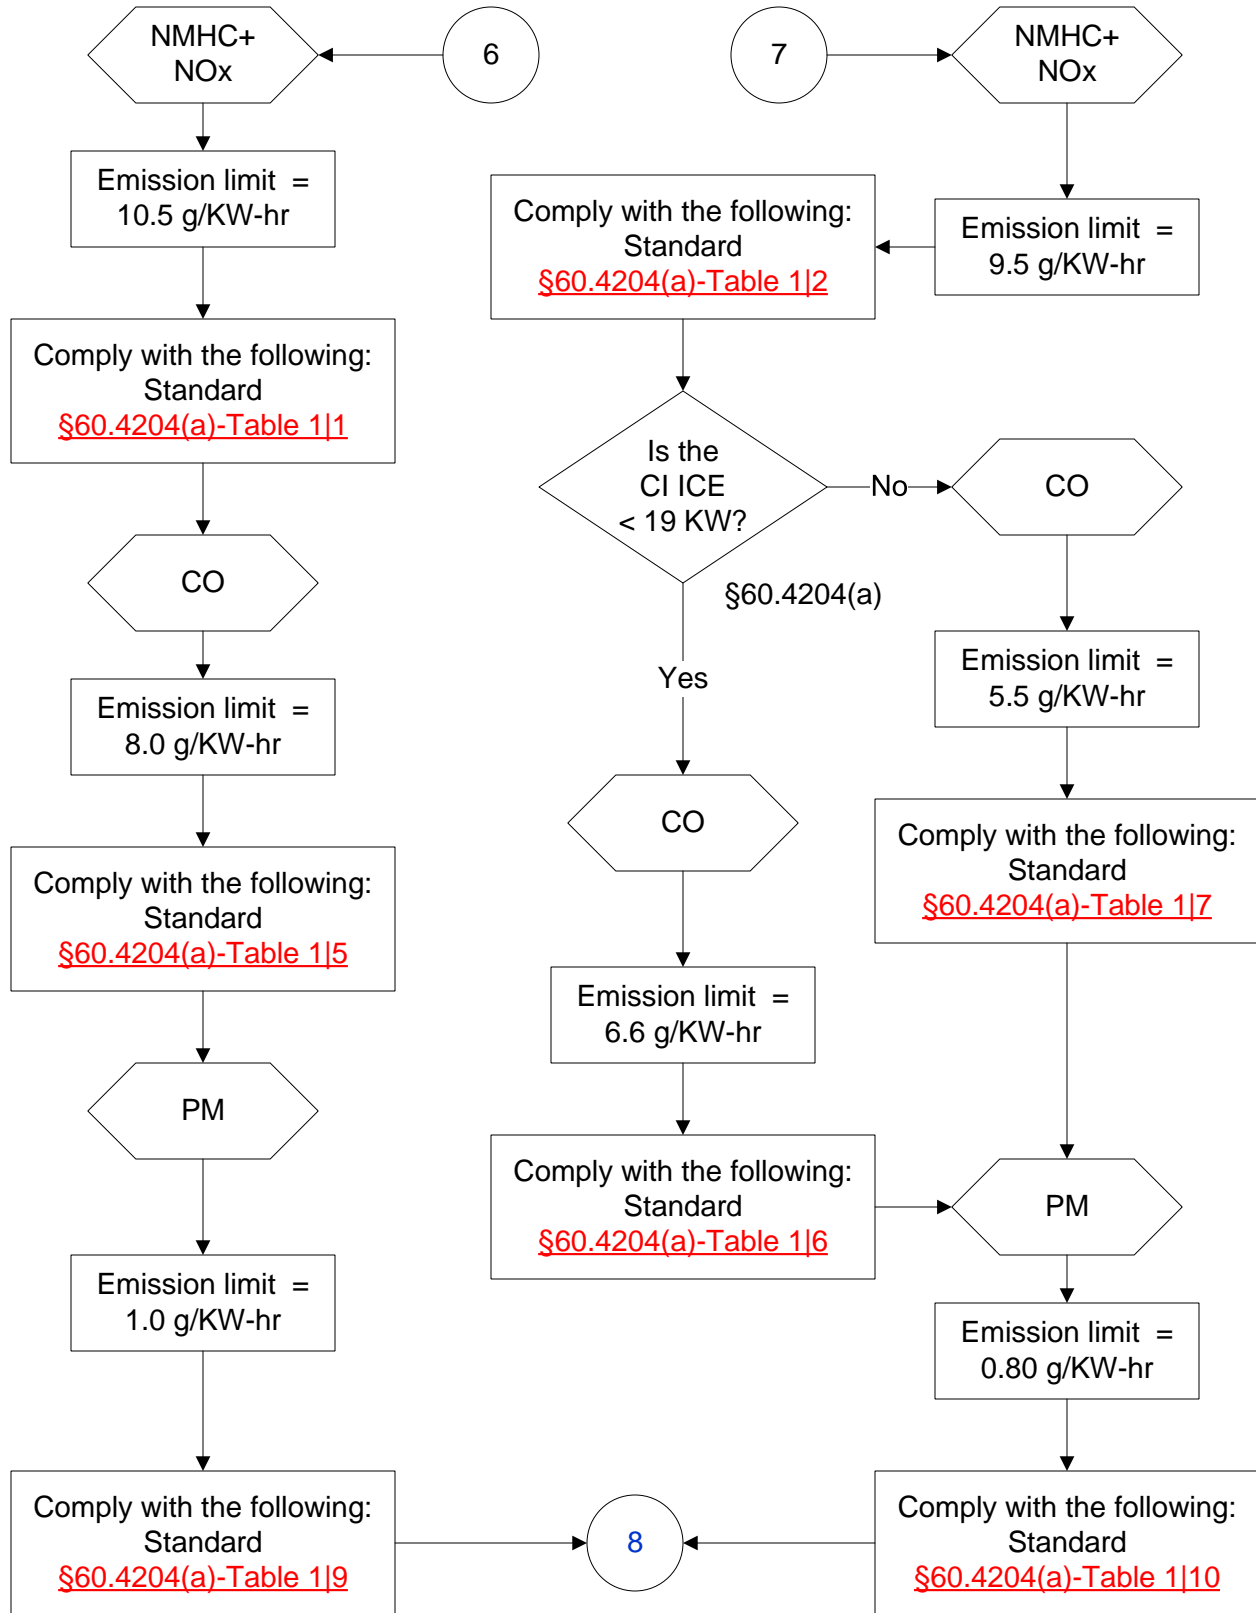 NMHC+
NOx
6
7
NMHC+
NOx
Emission limit =
10.5 g/KW-hr
Comply with the following:
Standard
§60.4204(a)-Table 1|2
Emission limit =
9.5 g/KW-hr
Comply with the following:
Standard
§60.4204(a)-Table 1|1
Is the
CI ICE
< 19 KW?
No
CO
CO
§60.4204(a)
Yes
Emission limit =
8.0 g/KW-hr
Emission limit =
5.5 g/KW-hr
CO
Comply with the following:
Standard
§60.4204(a)-Table 1|5
Comply with the following:
Standard
§60.4204(a)-Table 1|7
Emission limit =
6.6 g/KW-hr
PM
Comply with the following:
Standard
§60.4204(a)-Table 1|6
PM
Emission limit =
1.0 g/KW-hr
Emission limit =
0.80 g/KW-hr
Comply with the following:
Standard
§60.4204(a)-Table 1|9
8
Comply with the following:
Standard
§60.4204(a)-Table 1|10